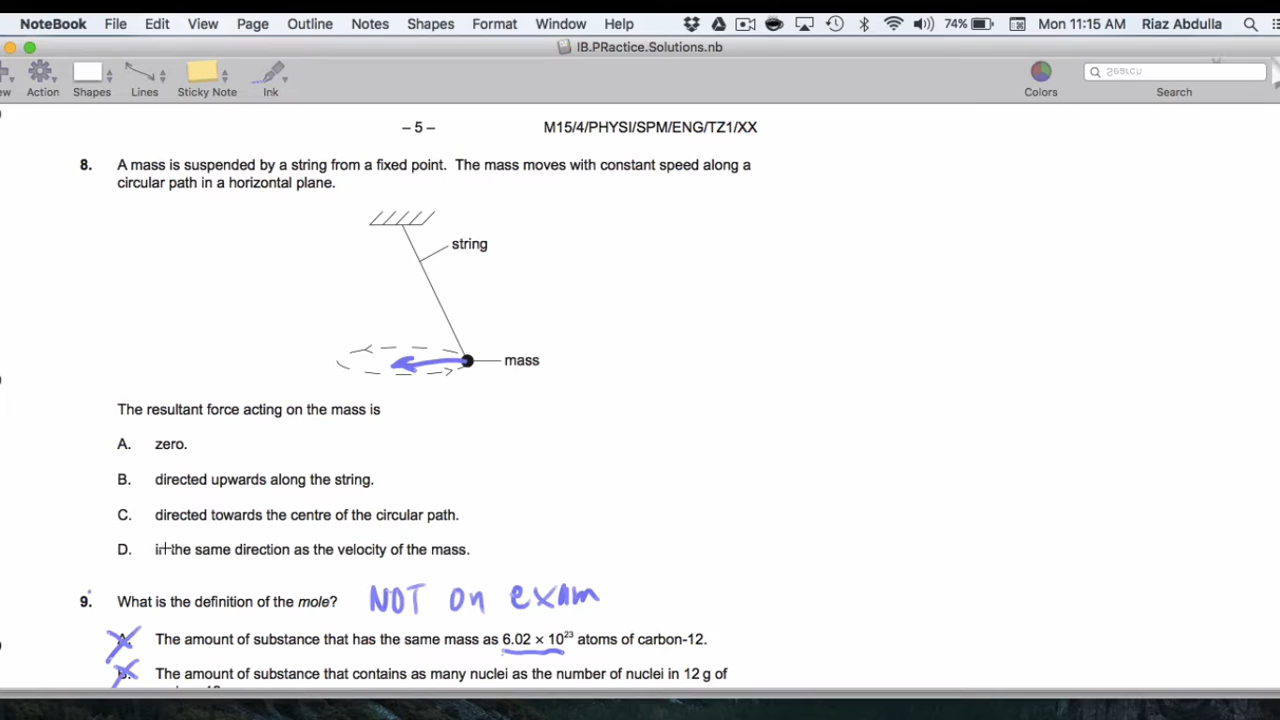 NoteBook File Edit View Page Outline Notes Shapes Format Window Help 74% Mon 11:15 AM Riaz Abdulla
IB.PRactice.Solutions.nb
ew Action Shapes Lines Sticky Note Ink Colors Search
Search
– 5 – M15/4/PHYSI/SPM/ENG/TZ1/XX
8. A mass is suspended by a string from a fixed point. The mass moves with constant speed along a
circular path in a horizontal plane.
string
mass
The resultant force acting on the mass is
A. zero.
B. directed upwards along the string.
C. directed towards the centre of the circular path.
D. in the same direction as the velocity of the mass.
9. What is the definition of the mole? NOT on exam
A. The amount of substance that has the same mass as 6.02 × 10²³ atoms of carbon-12.
B. The amount of substance that contains as many nuclei as the number of nuclei in 12 g of